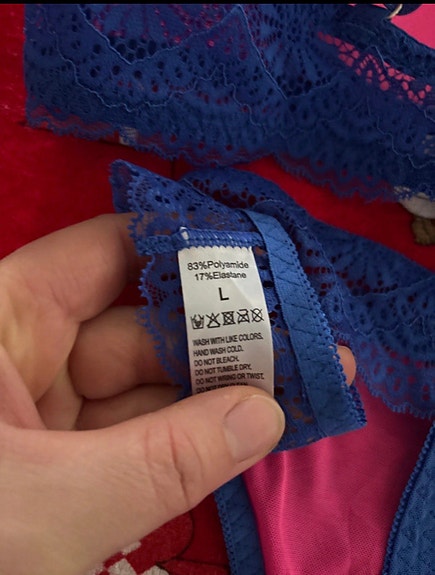 83%Polyamide
17%Elastane
L
WASH WITH LIKE COLORS.
HAND WASH COLD.
DO NOT BLEACH.
DO NOT TUMBLE DRY.
DO NOT WRING OR TWIST.